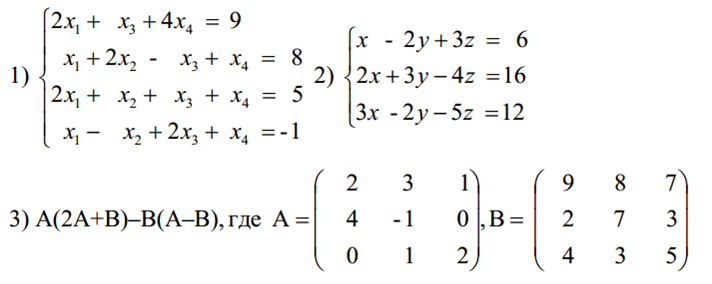 1) { 2x₁ + x₃ + 4x₄ = 9
x₁ + 2x₂ - x₃ + x₄ = 8
2x₁ + x₂ + x₃ + x₄ = 5
x₁ − x₂ + 2x₃ + x₄ = -1
2) { x - 2y + 3z = 6
2x + 3y − 4z = 16
3x - 2y − 5z = 12
3) A(2A+B)–B(A–B), где A = ( 2 3 1 ) , B = ( 9 8 7 )
4 -1 0 2 7 3
0 1 2 4 3 5